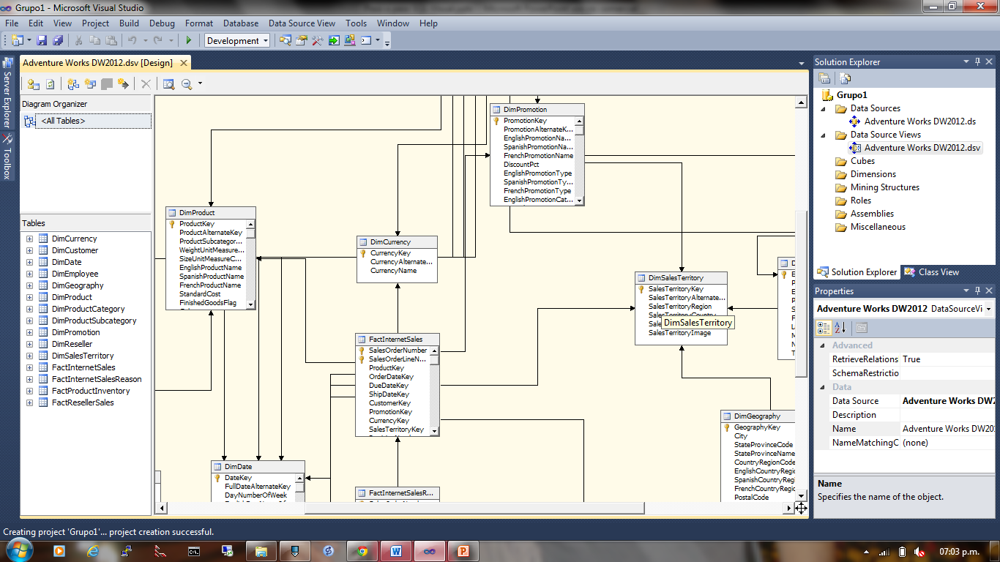 Grupo1 - Microsoft Visual Studio
File Edit View Project Build Debug Format Database Data Source View Tools Window Help
Development
Server Explorer
Toolbox
Adventure Works DW2012.dsv [Design]
Diagram Organizer
<All Tables>
Tables
DimCurrency
DimCustomer
DimDate
DimEmployee
DimGeography
DimProduct
DimProductCategory
DimProductSubcategory
DimPromotion
DimReseller
DimSalesTerritory
FactInternetSales
FactInternetSalesReason
FactProductInventory
FactResellerSales
DimPromotion
PromotionKey
PromotionAlternateK...
EnglishPromotionNa...
SpanishPromotionNa...
FrenchPromotionName
DiscountPct
EnglishPromotionType
SpanishPromotionTy...
FrenchPromotionType
EnglishPromotionCat...
DimProduct
ProductKey
ProductAlternateKey
ProductSubcategor...
WeightUnitMeasure...
SizeUnitMeasureC...
EnglishProductName
SpanishProductName
FrenchProductName
StandardCost
FinishedGoodsFlag
DimCurrency
CurrencyKey
CurrencyAlternate...
CurrencyName
DimSalesTerritory
SalesTerritoryKey
SalesTerritoryAlternate...
SalesTerritoryRegion
SalesTerritoryCountry
DimSalesTerritory
SalesTerritoryImage
FactInternetSales
SalesOrderNumber
SalesOrderLineN...
ProductKey
OrderDateKey
DueDateKey
ShipDateKey
CustomerKey
PromotionKey
CurrencyKey
SalesTerritoryKey
DimGeography
GeographyKey
City
StateProvinceCode
StateProvinceName
CountryRegionCode
EnglishCountryRegi
SpanishCountryRegi
FrenchCountryRegio
PostalCode
DimDate
DateKey
FullDateAlternateKey
DayNumberOfWeek
FactInternetSalesR...
Solution Explorer
Grupo1
Data Sources
Adventure Works DW2012.ds
Data Source Views
Adventure Works DW2012.dsv
Cubes
Dimensions
Mining Structures
Roles
Assemblies
Miscellaneous
Solution Explorer Class View
Properties
Adventure Works DW2012 DataSourceVi
Advanced
RetrieveRelations True
SchemaRestrictio
Data
Data Source Adventure Works DW2
Description
Name Adventure Works DW20
NameMatchingC (none)
Name
Specifies the name of the object.
Creating project 'Grupo1'... project creation successful.
07:03 p.m.